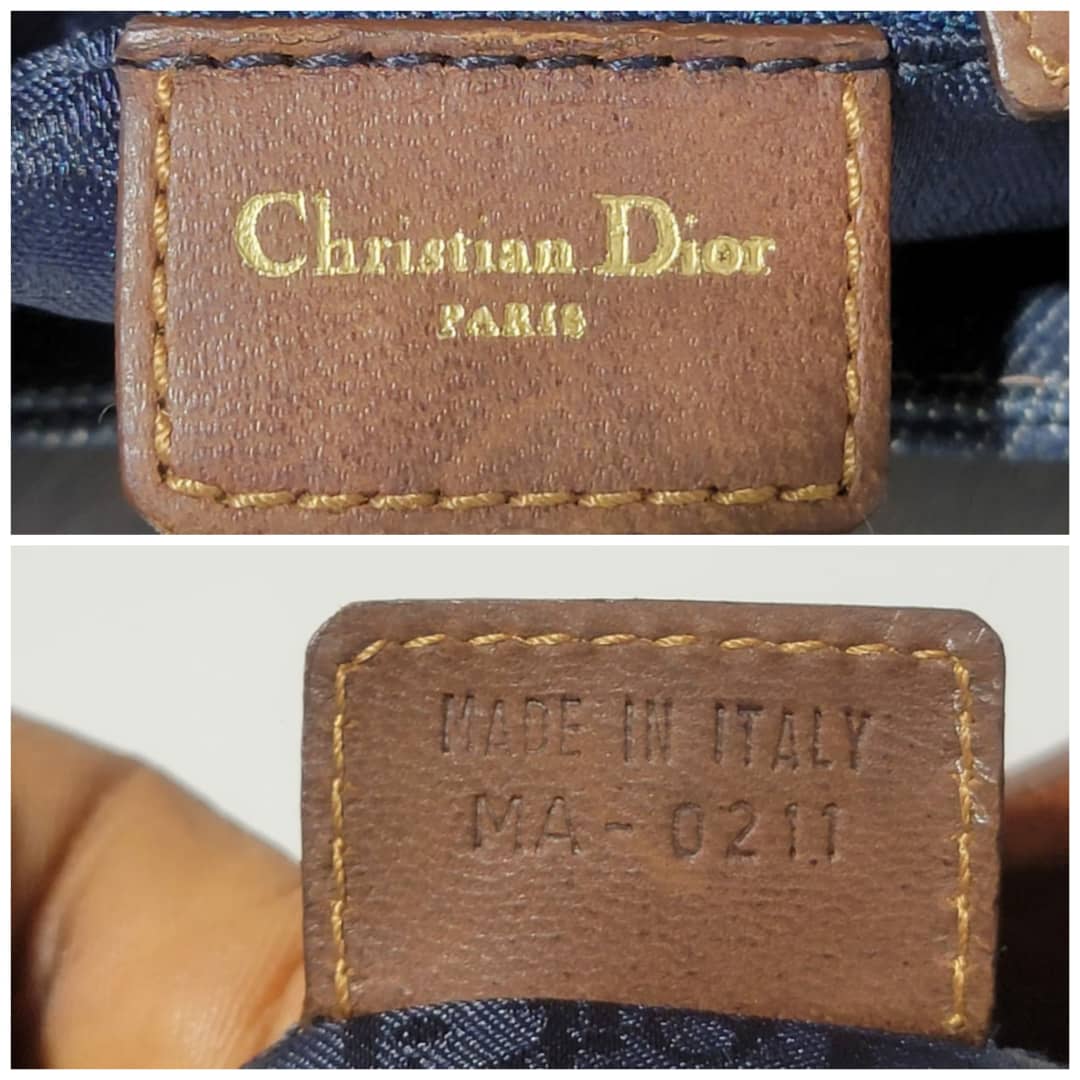 Christian Dior
PARIS
MADE IN ITALY
MA-0211